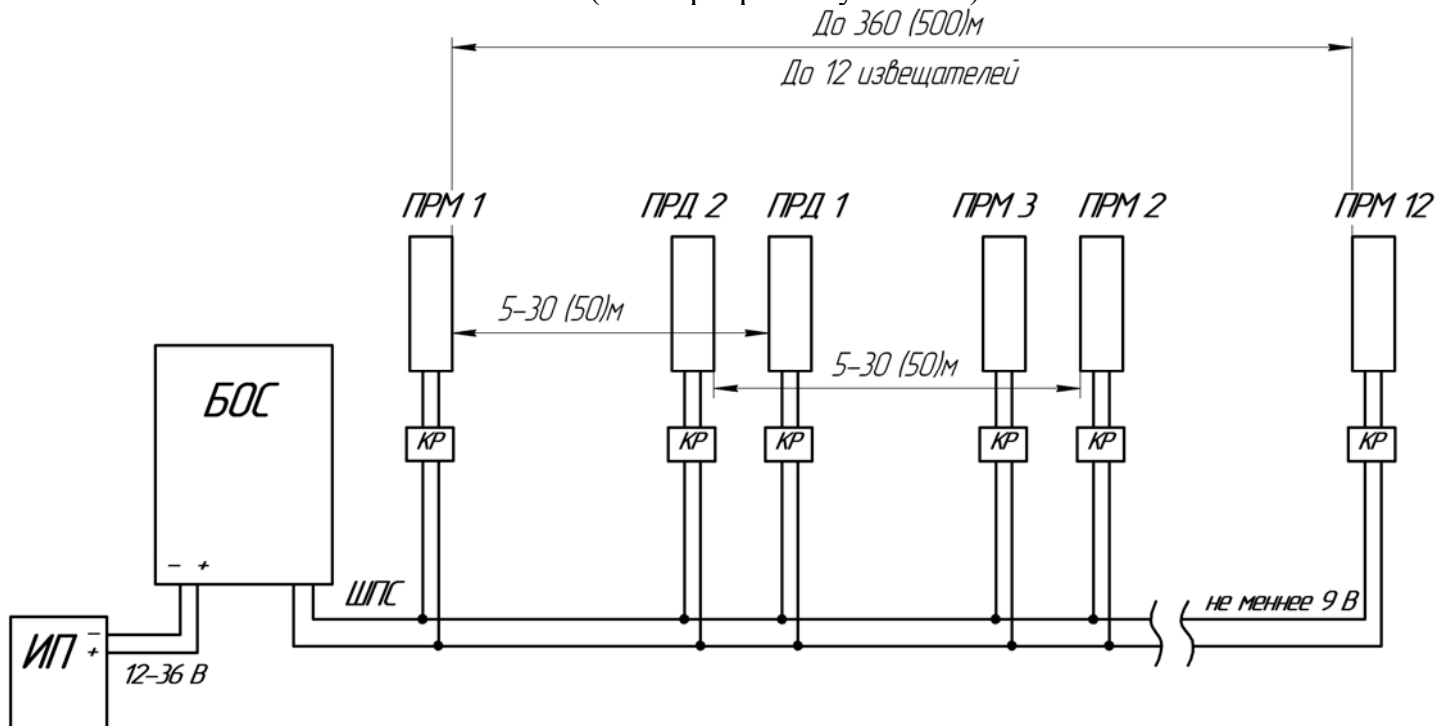 До 360 (500)м
До 12 извещателей
ПРМ 1
ПРД 2
ПРД 1
ПРМ 3
ПРМ 2
ПРМ 12
5-30 (50)м
5-30 (50)м
БОС
КР
КР
КР
КР
КР
КР
- +
ШПС
не меннее 9 В
ИП
-
+
12-36 В